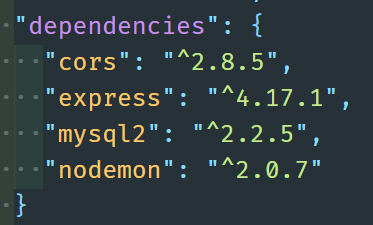 "dependencies": {
"cors": "^2.8.5",
"express": "^4.17.1",
"mysql2": "^2.2.5",
"nodemon": "^2.0.7"
}